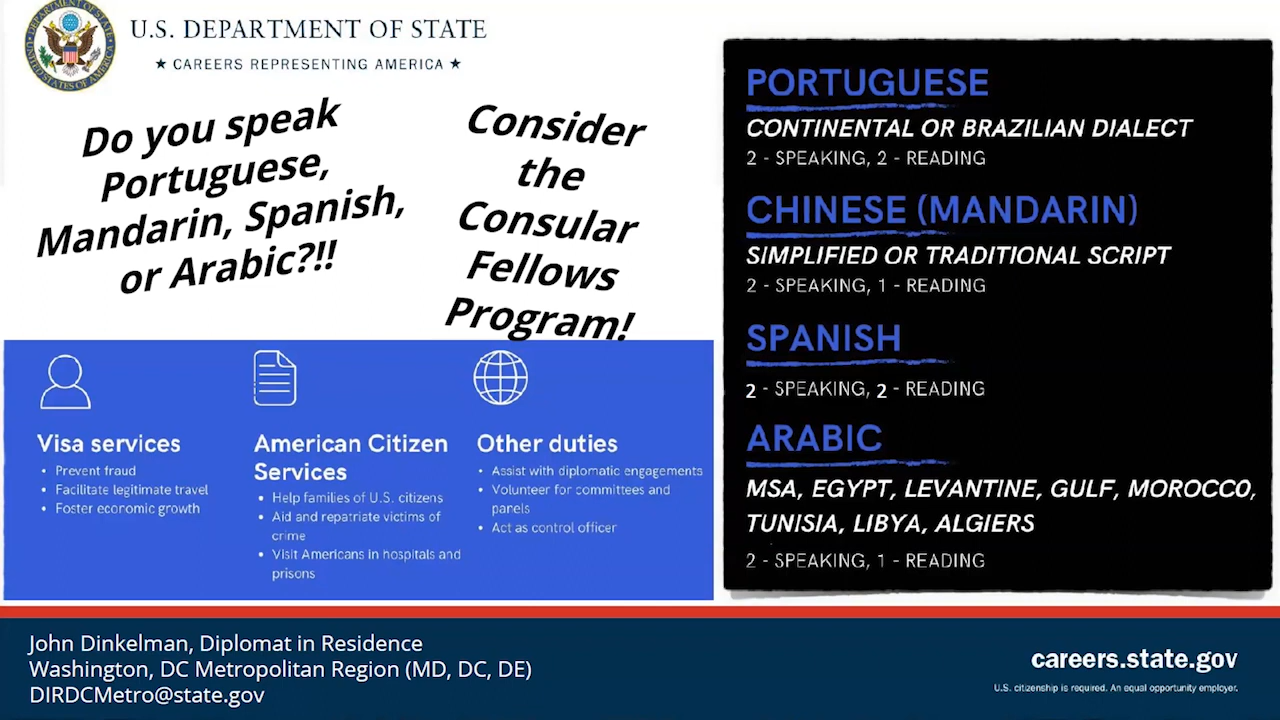 U.S. DEPARTMENT OF STATE
★ CAREERS REPRESENTING AMERICA ★
Do you speak
Portuguese,
Mandarin, Spanish,
or Arabic?!!
Consider
the
Consular
Fellows
Program!
Visa services
• Prevent fraud
• Facilitate legitimate travel
• Foster economic growth
American Citizen
Services
• Help families of U.S. citizens
• Aid and repatriate victims of
crime
• Visit Americans in hospitals and
prisons
Other duties
• Assist with diplomatic engagements
• Volunteer for committees and
panels
• Act as control officer
PORTUGUESE
CONTINENTAL OR BRAZILIAN DIALECT
2 - SPEAKING, 2 - READING
CHINESE (MANDARIN)
SIMPLIFIED OR TRADITIONAL SCRIPT
2 - SPEAKING, 1 - READING
SPANISH
2 - SPEAKING, 2 - READING
ARABIC
MSA, EGYPT, LEVANTINE, GULF, MOROCCO,
TUNISIA, LIBYA, ALGIERS
2 - SPEAKING, 1 - READING
John Dinkelman, Diplomat in Residence
Washington, DC Metropolitan Region (MD, DC, DE)
DIRDCMetro@state.gov
careers.state.gov
U.S. citizenship is required. An equal opportunity employer.